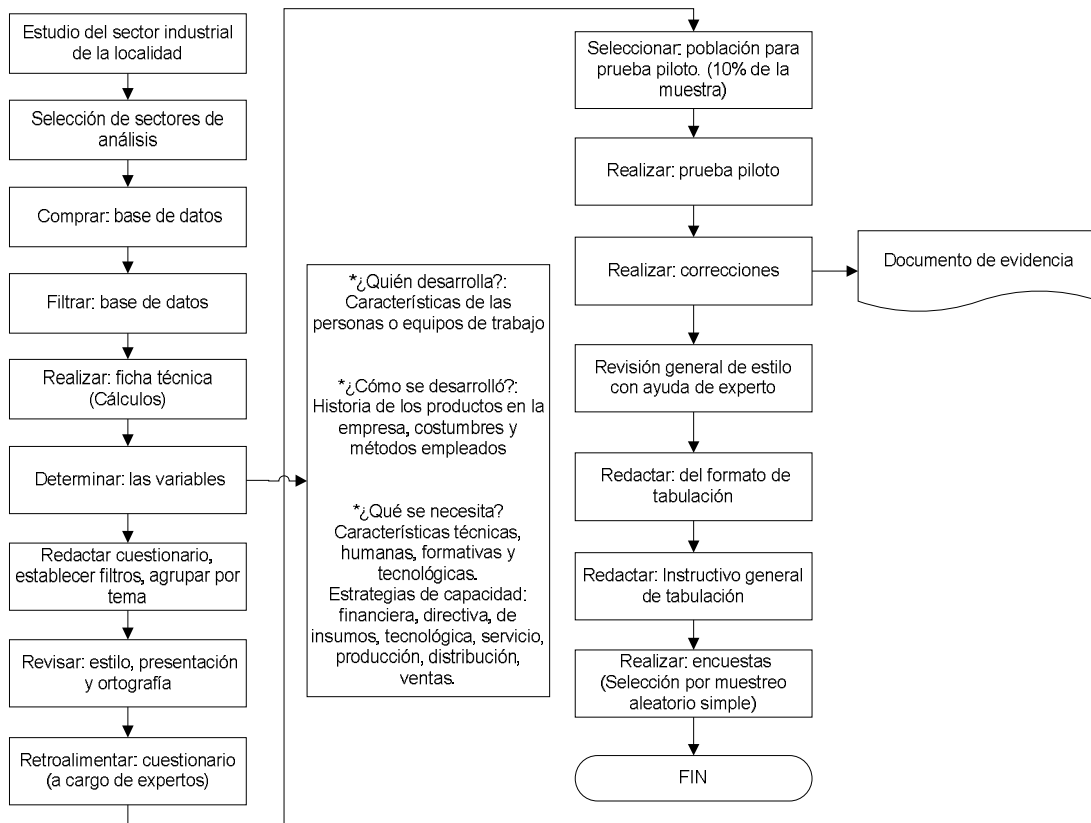 Estudio del sector industrial
de la localidad
Selección de sectores de
análisis
Comprar: base de datos
Filtrar: base de datos
Realizar: ficha técnica
(Cálculos)
Determinar: las variables
Redactar cuestionario,
establecer filtros, agrupar por
tema
Revisar: estilo, presentación
y ortografía
Retroalimentar: cuestionario
(a cargo de expertos)
*¿Quién desarrolla?:
Características de las
personas o equipos de trabajo
*¿Cómo se desarrolló?:
Historia de los productos en la
empresa, costumbres y
métodos empleados
*¿Qué se necesita?
Características técnicas,
humanas, formativas y
tecnológicas.
Estrategias de capacidad:
financiera, directiva, de
insumos, tecnológica, servicio,
producción, distribución,
ventas.
Seleccionar: población para
prueba piloto. (10% de la
muestra)
Realizar: prueba piloto
Realizar: correcciones
Documento de evidencia
Revisión general de estilo
con ayuda de experto
Redactar: del formato de
tabulación
Redactar: Instructivo general
de tabulación
Realizar: encuestas
(Selección por muestreo
aleatorio simple)
FIN